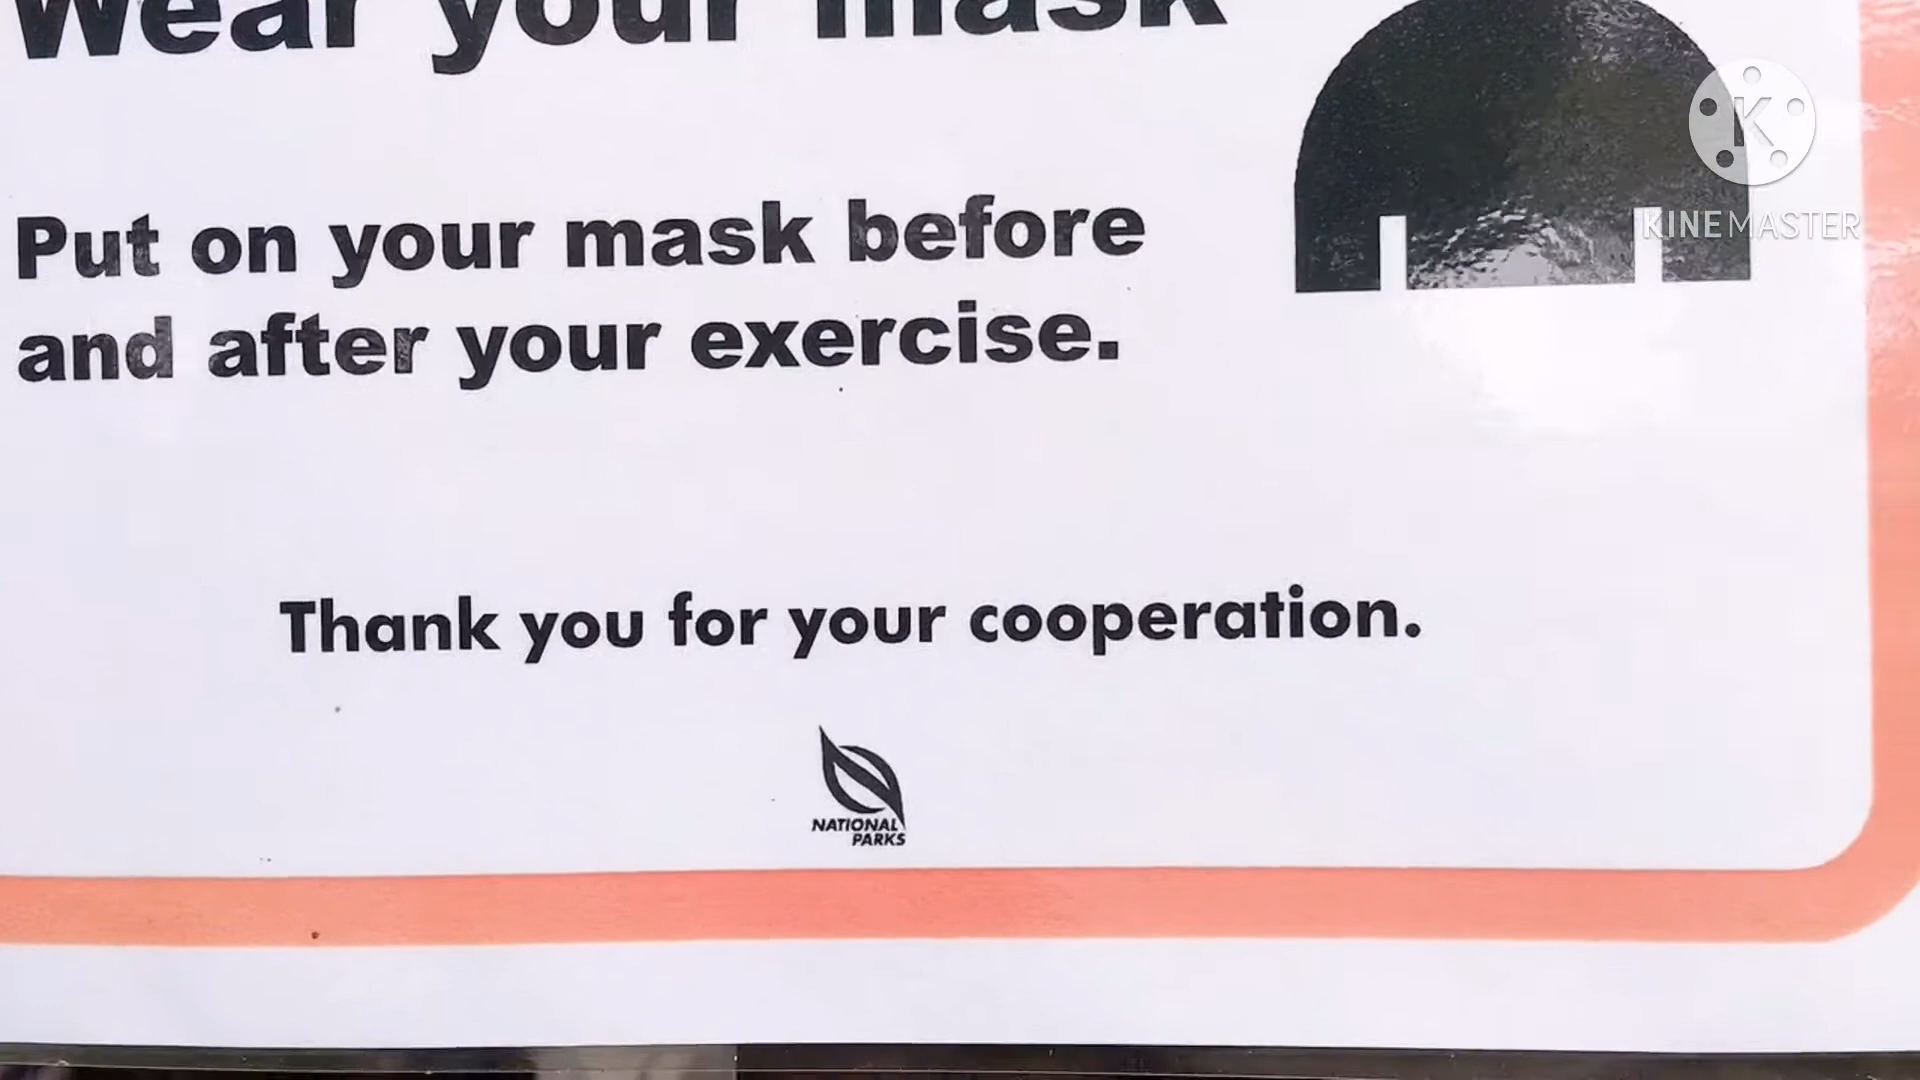 Wear your mask
Put on your mask before
and after your exercise.
Thank you for your cooperation.
NATIONAL
PARKS
K
KINEMASTER